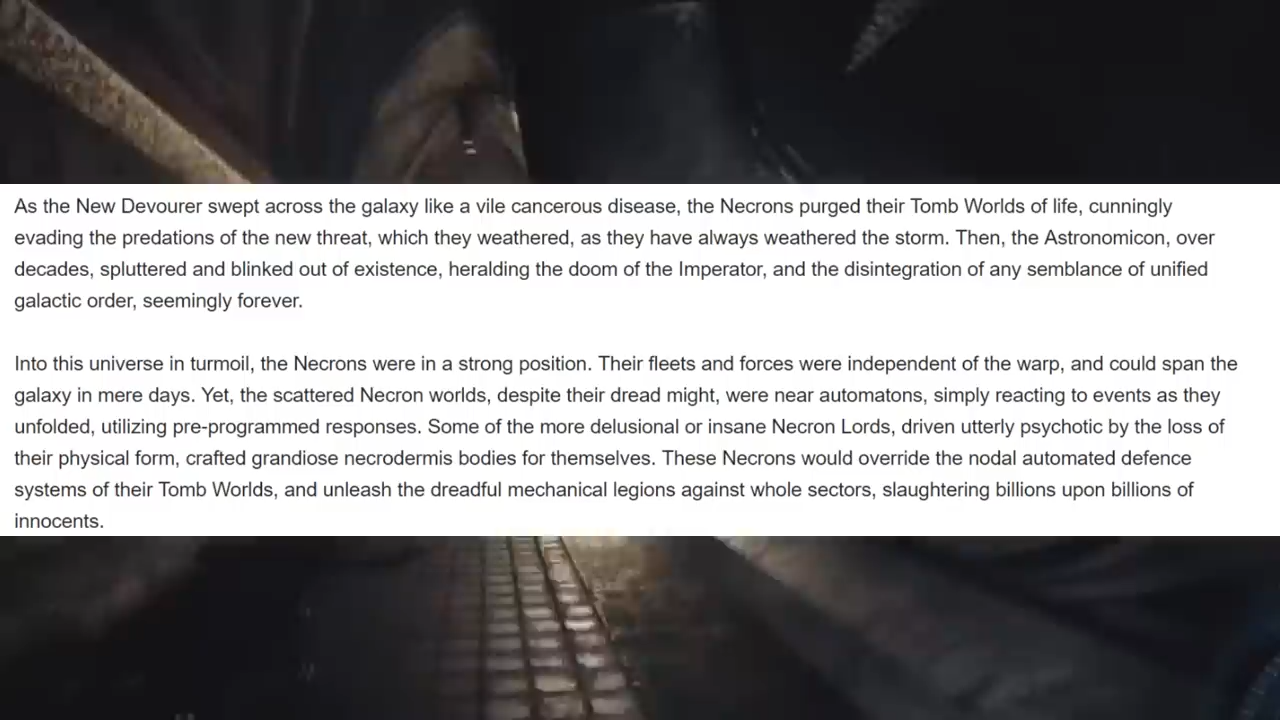 As the New Devourer swept across the galaxy like a vile cancerous disease, the Necrons purged their Tomb Worlds of life, cunningly
evading the predations of the new threat, which they weathered, as they have always weathered the storm. Then, the Astronomicon, over
decades, spluttered and blinked out of existence, heralding the doom of the Imperator, and the disintegration of any semblance of unified
galactic order, seemingly forever.
Into this universe in turmoil, the Necrons were in a strong position. Their fleets and forces were independent of the warp, and could span the
galaxy in mere days. Yet, the scattered Necron worlds, despite their dread might, were near automatons, simply reacting to events as they
unfolded, utilizing pre-programmed responses. Some of the more delusional or insane Necron Lords, driven utterly psychotic by the loss of
their physical form, crafted grandiose necrodermis bodies for themselves. These Necrons would override the nodal automated defence
systems of their Tomb Worlds, and unleash the dreadful mechanical legions against whole sectors, slaughtering billions upon billions of
innocents.